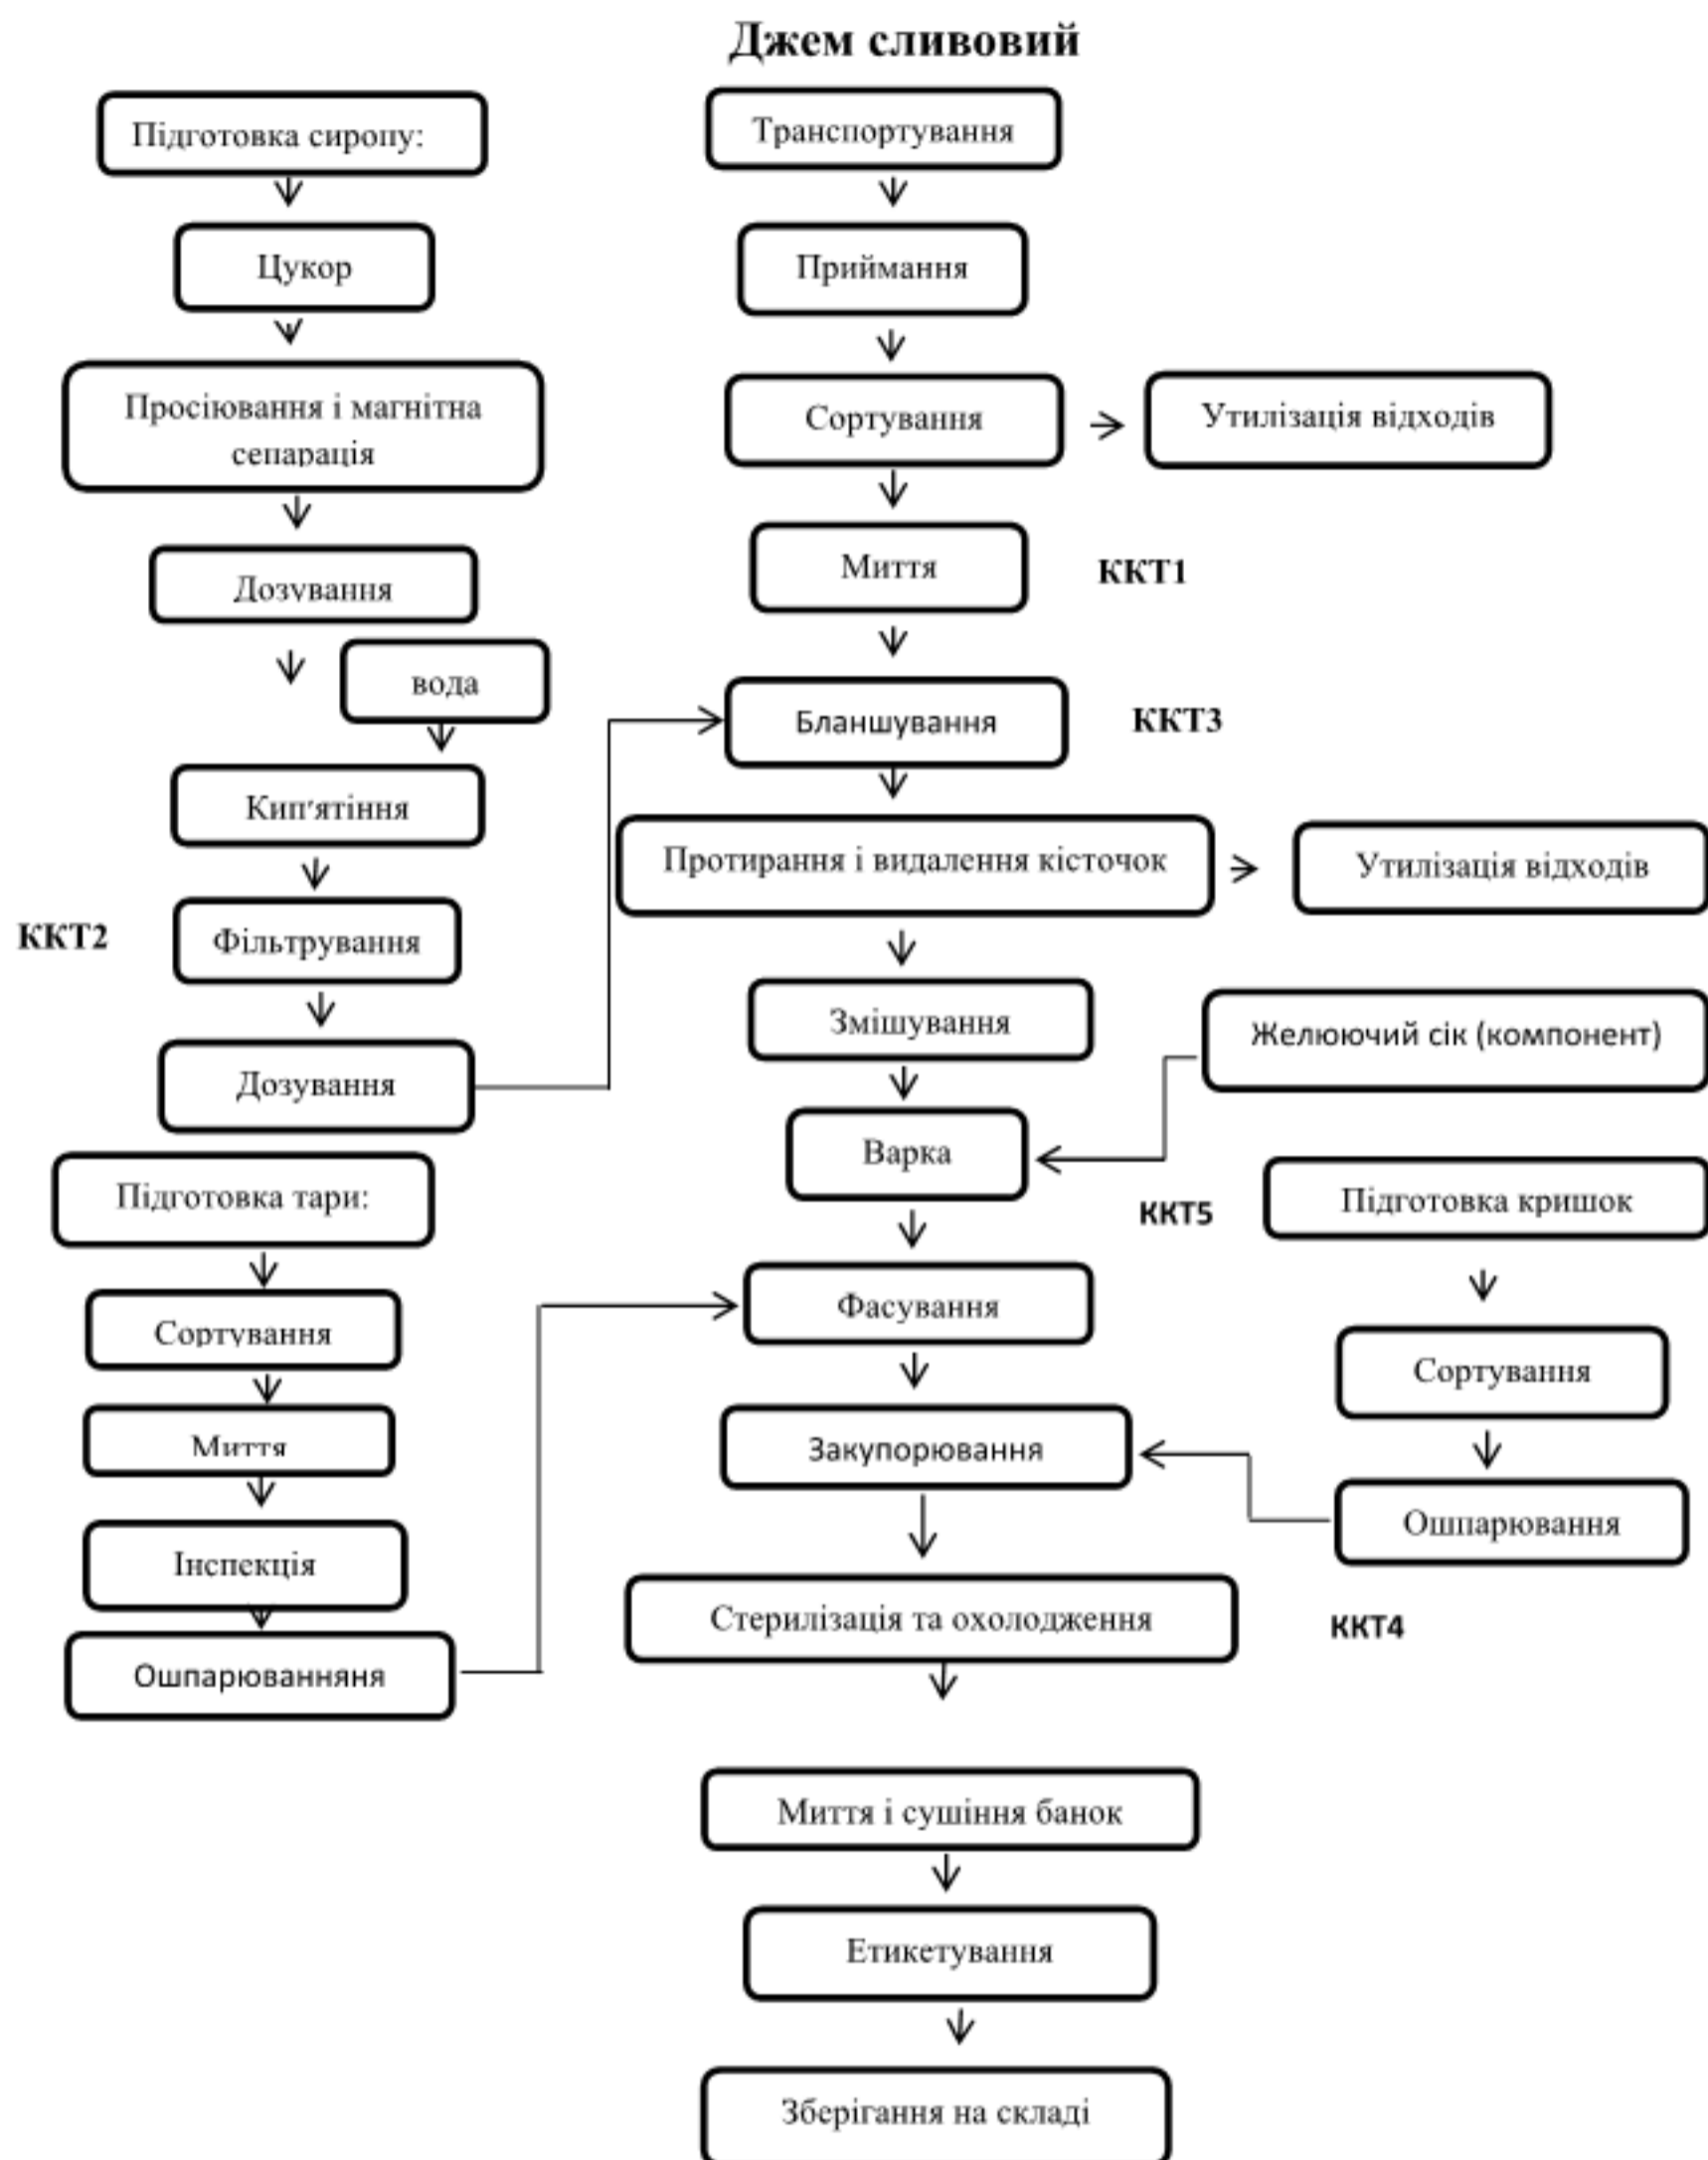 Джем сливовий
Підготовка сиропу:
Цукор
Просіювання і магнітна
сепарація
Дозування
вода
Кип'ятіння
ККТ2
Фільтрування
Дозування
Підготовка тари:
Сортування
Миття
Інспекція
Ошпарюванняня
Транспортування
Приймання
Сортування
Утилізація відходів
Миття
ККТ1
Бланшування
ККТ3
Протирання і видалення кісточок
Утилізація відходів
Змішування
Желюючий сік (компонент)
Варка
ККТ5
Підготовка кришок
Сортування
Ошпарювання
Фасування
Закупорювання
Стерилізація та охолодження
ККТ4
Миття і сушіння банок
Етикетування
Зберігання на складі